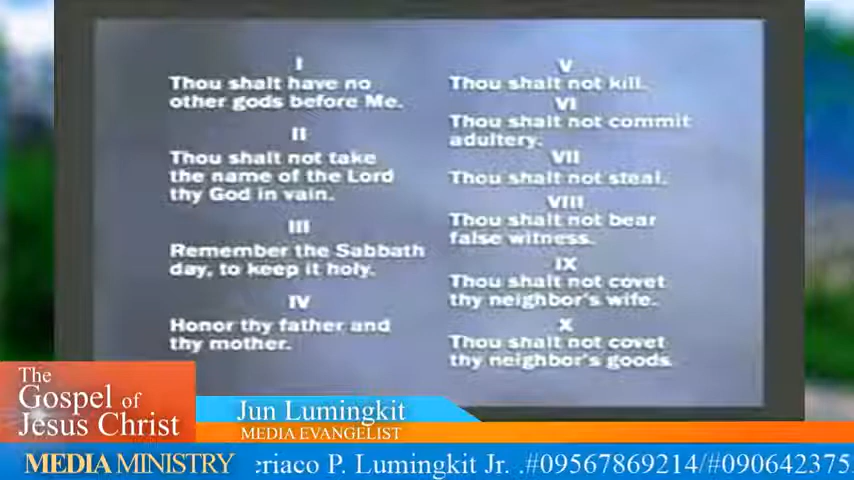 I
Thou shalt have no
other gods before Me.
II
Thou shalt not take
the name of the Lord
thy God in vain.
III
Remember the Sabbath
day, to keep it holy.
IV
Honor thy father and
thy mother.
V
Thou shalt not kill.
VI
Thou shalt not commit
adultery.
VII
Thou shalt not steal.
VIII
Thou shalt not bear
false witness.
IX
Thou shalt not covet
thy neighbor's wife.
X
Thou shalt not covet
thy neighbor's goods.
The
Gospel of
Jesus Christ
Jun Lumingkit
MEDIA EVANGELIST
MEDIA MINISTRY
eriaco P. Lumingkit Jr. .#09567869214/#090642375